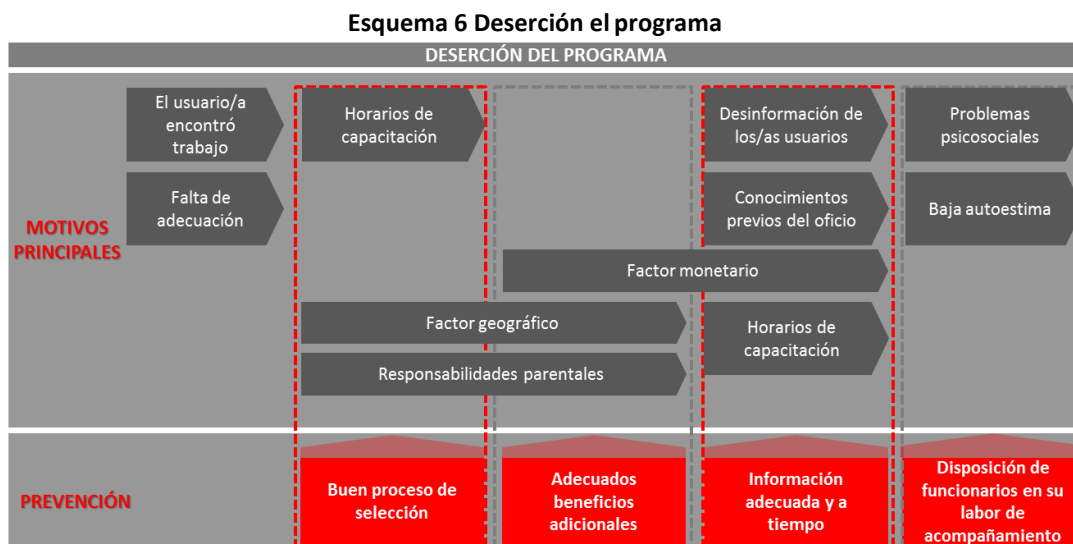 Esquema 6 Deserción el programa
DESERCIÓN DEL PROGRAMA
MOTIVOS
PRINCIPALES
El usuario/a
encontró
trabajo
Horarios de
capacitación
Desinformación de
los/as usuarios
Problemas
psicosociales
Falta de
adecuación
Conocimientos
previos del oficio
Baja autoestima
Factor monetario
Factor geográfico
Horarios de
capacitación
Responsabilidades parentales
PREVENCIÓN
Buen proceso de
selección
Adecuados
beneficios
adicionales
Información
adecuada y a
tiempo
Disposición de
funcionarios en su
labor de
acompañamiento